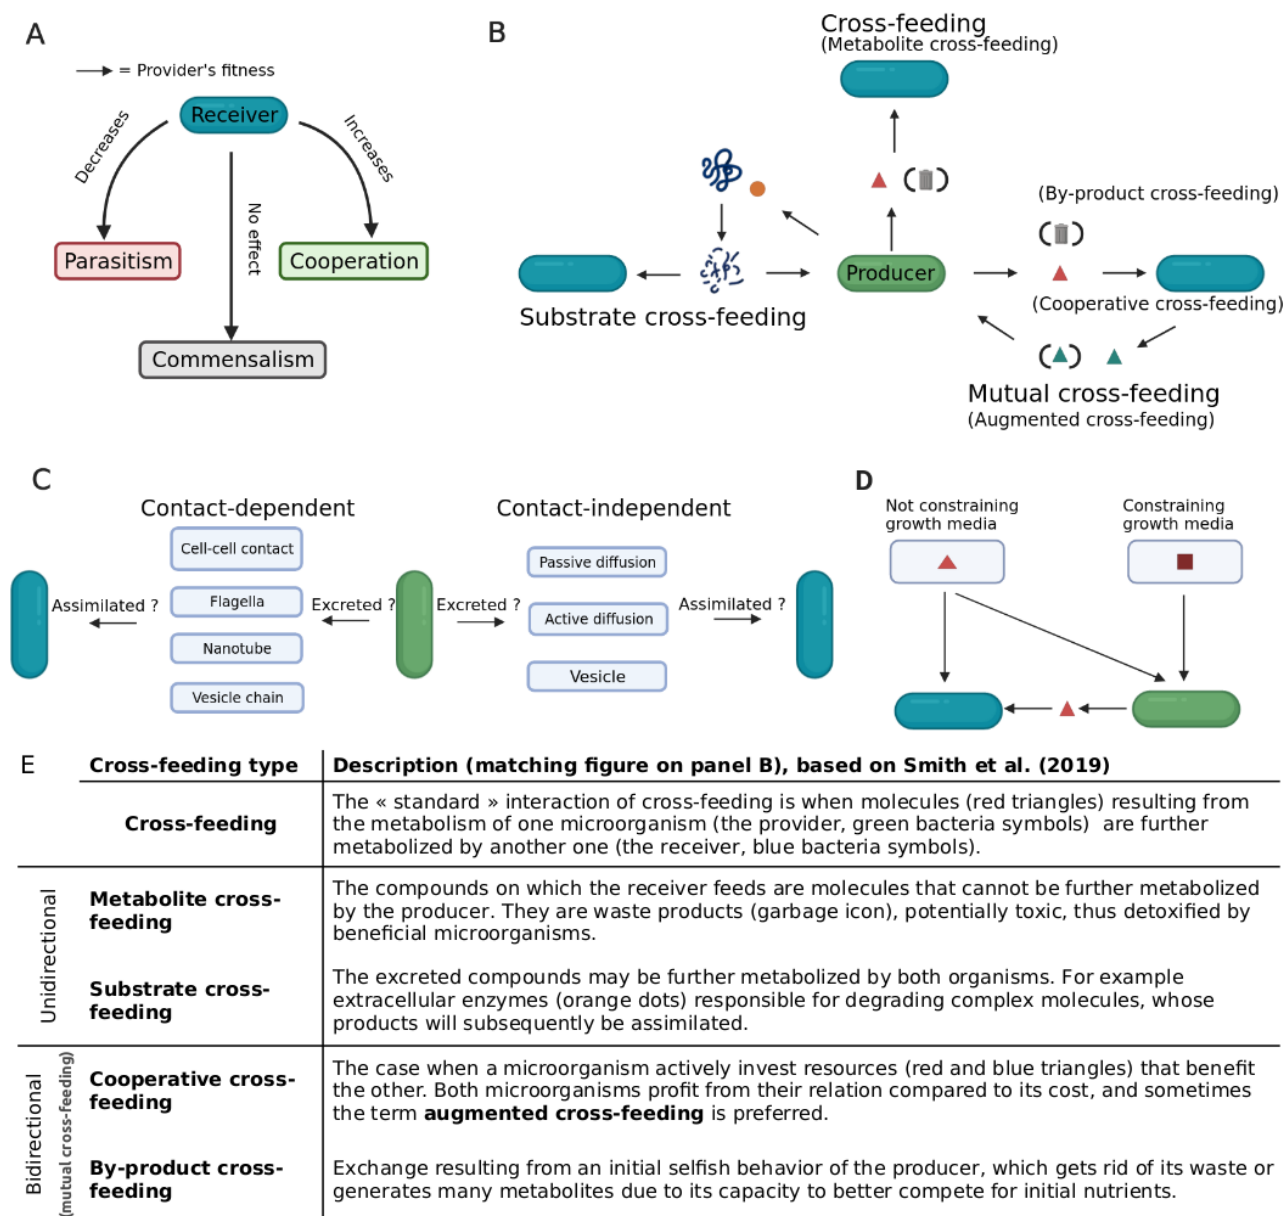 A
= Provider's fitness
Receiver
Decreases
Increases
No effect
Parasitism
Cooperation
Commensalism
B
Cross-feeding
(Metabolite cross-feeding)
(By-product cross-feeding)
Producer
(Cooperative cross-feeding)
Substrate cross-feeding
Mutual cross-feeding
(Augmented cross-feeding)
C
Contact-dependent
Contact-independent
Cell-cell contact
Flagella
Nanotube
Vesicle chain
Assimilated ?
Excreted ?
Excreted ?
Passive diffusion
Active diffusion
Vesicle
Assimilated ?
D
Not constraining
growth media
Constraining
growth media
E
Cross-feeding type
Description (matching figure on panel B), based on Smith et al. (2019)
Cross-feeding
The « standard » interaction of cross-feeding is when molecules (red triangles) resulting from
the metabolism of one microorganism (the provider, green bacteria symbols) are further
metabolized by another one (the receiver, blue bacteria symbols).
Unidirectional
Metabolite cross-
feeding
The compounds on which the receiver feeds are molecules that cannot be further metabolized
by the producer. They are waste products (garbage icon), potentially toxic, thus detoxified by
beneficial microorganisms.
Substrate cross-
feeding
The excreted compounds may be further metabolized by both organisms. For example
extracellular enzymes (orange dots) responsible for degrading complex molecules, whose
products will subsequently be assimilated.
Bidirectional
(mutual cross-feeding)
Cooperative cross-
feeding
The case when a microorganism actively invest resources (red and blue triangles) that benefit
the other. Both microorganisms profit from their relation compared to its cost, and sometimes
the term augmented cross-feeding is preferred.
By-product cross-
feeding
Exchange resulting from an initial selfish behavior of the producer, which gets rid of its waste or
generates many metabolites due to its capacity to better compete for initial nutrients.